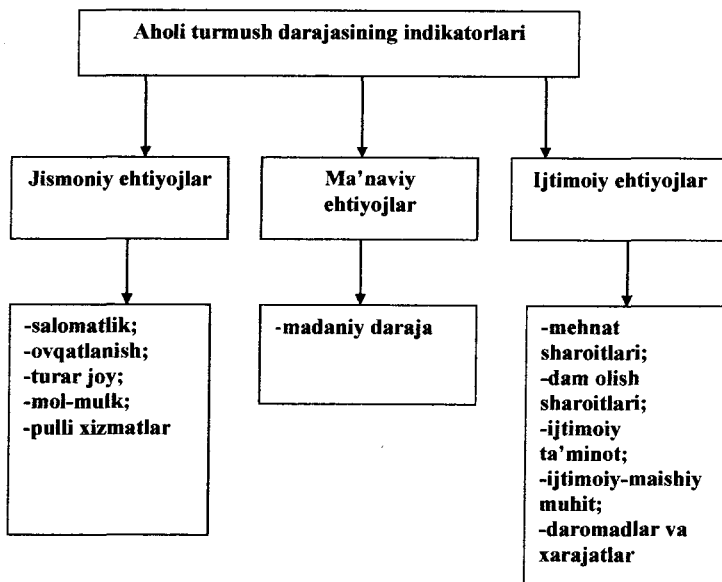 Aholi turmush darajasining indikatorlari
Jismoniy ehtiyojlar
Ma’naviy
ehtiyojlar
Ijtimoiy ehtiyojlar
-salomatlik;
-ovqatlanish;
-turar joy;
-mol-mulk;
-pulli xizmatlar
-madaniy daraja
-mehnat
sharoitlari;
-dam olish
sharoitlari;
-ijtimoiy
ta’minot;
-ijtimoiy-maishiy
muhit;
-daromadlar va
xarajatlar